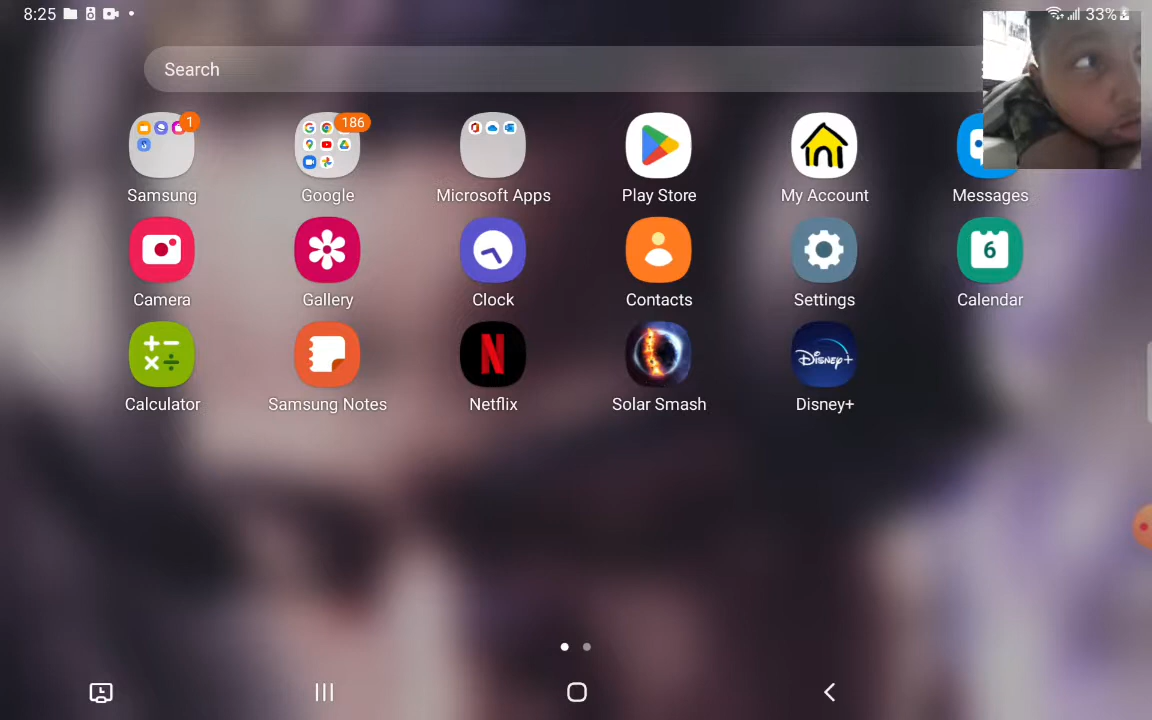 8:25 33%
Search
1 186
Samsung Google Microsoft Apps Play Store My Account Messages
6
Camera Gallery Clock Contacts Settings Calendar
N DISNEY+
Calculator Samsung Notes Netflix Solar Smash Disney+